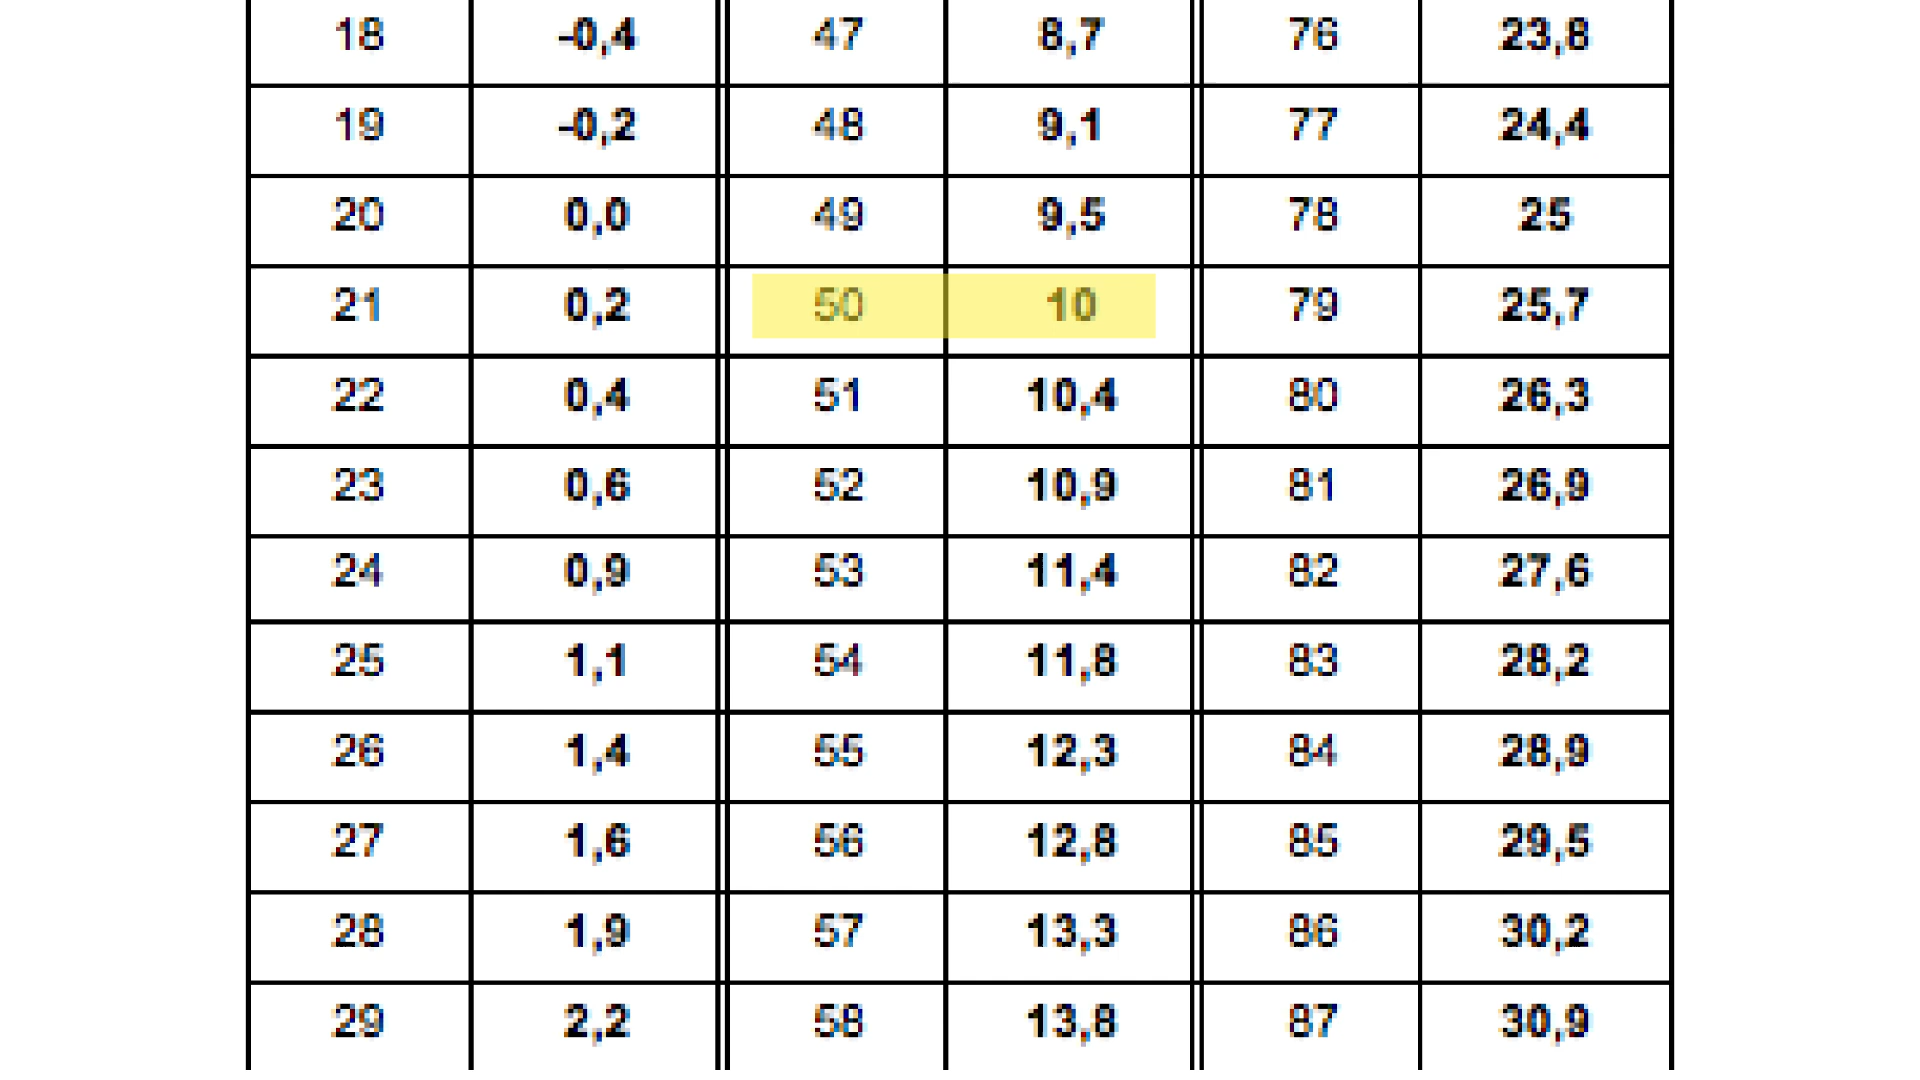 18 -0,4 47 8,7 76 23,8
19 -0,2 48 9,1 77 24,4
20 0,0 49 9,5 78 25
21 0,2 50 10 79 25,7
22 0,4 51 10,4 80 26,3
23 0,6 52 10,9 81 26,9
24 0,9 53 11,4 82 27,6
25 1,1 54 11,8 83 28,2
26 1,4 55 12,3 84 28,9
27 1,6 56 12,8 85 29,5
28 1,9 57 13,3 86 30,2
29 2,2 58 13,8 87 30,9